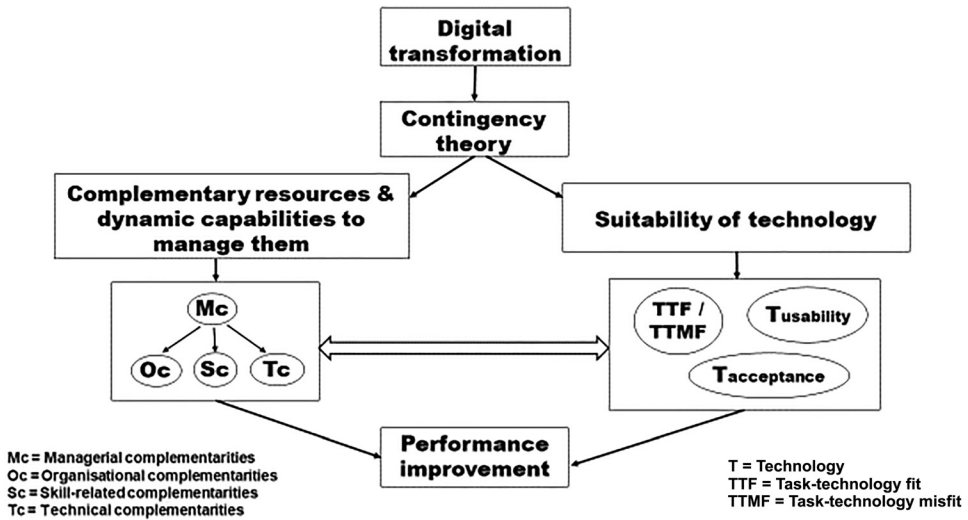 Digital
transformation
Contingency
theory
Complementary resources &
dynamic capabilities to
manage them
Suitability of technology
Mc
Oc
Sc
Tc
TTF /
TTMF
Tusability
Tacceptance
Performance
improvement
Mc = Managerial complementarities
Oc = Organisational complementarities
Sc = Skill-related complementarities
Tc = Technical complementarities
T = Technology
TTF = Task-technology fit
TTMF = Task-technology misfit